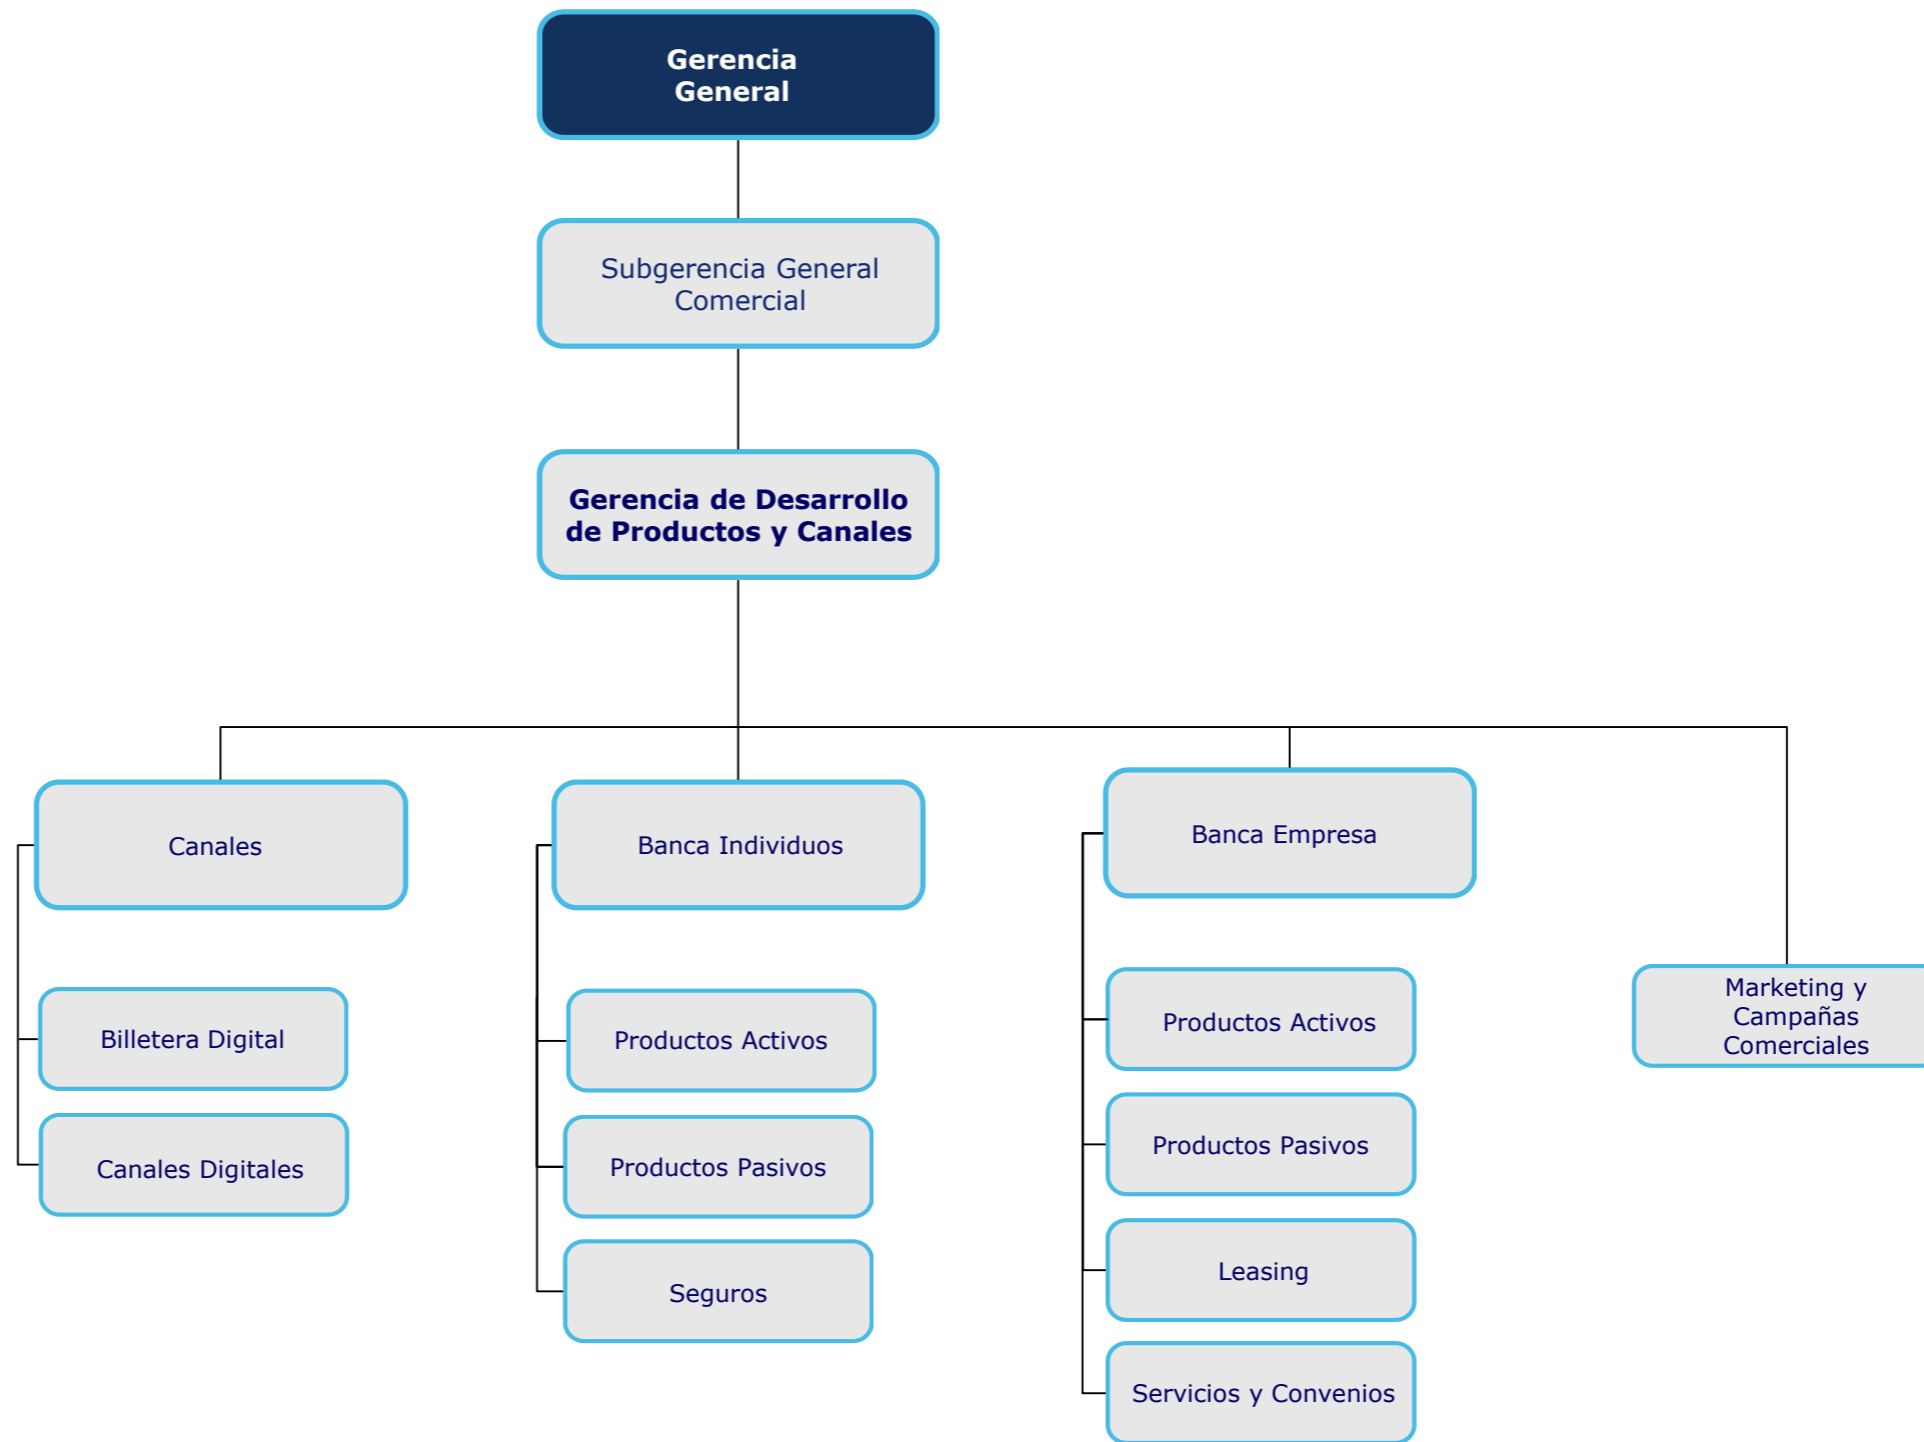 Gerencia
General
Subgerencia General
Comercial
Gerencia de Desarrollo
de Productos y Canales
Canales
Billetera Digital
Canales Digitales
Banca Individuos
Productos Activos
Productos Pasivos
Seguros
Banca Empresa
Productos Activos
Productos Pasivos
Leasing
Servicios y Convenios
Marketing y
Campañas
Comerciales